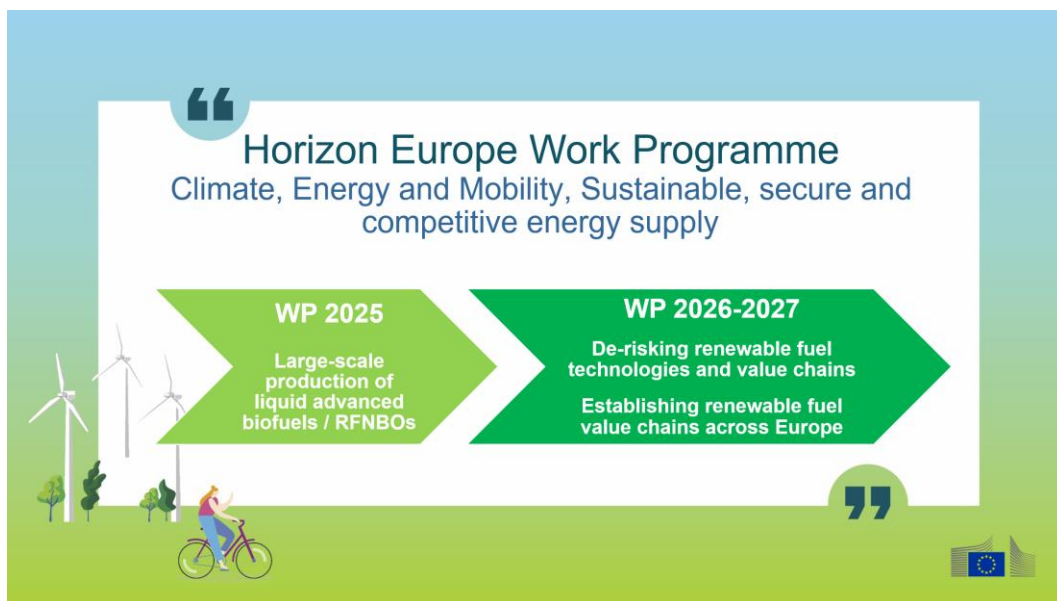 Horizon Europe Work Programme
Climate, Energy and Mobility, Sustainable, secure and
competitive energy supply
WP 2025
Large-scale
production of
liquid advanced
biofuels / RFNBOs
WP 2026-2027
De-risking renewable fuel
technologies and value chains
Establishing renewable fuel
value chains across Europe